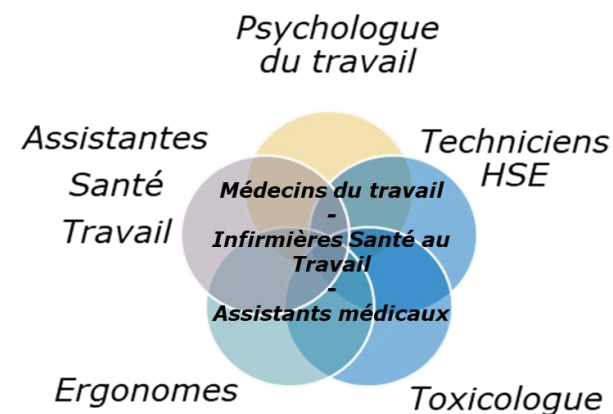 Psychologue
du travail
Assistantes
Santé
Travail
Techniciens
HSE
Médecins du travail
-
Infirmières Santé au
Travail
-
Assistants médicaux
Ergonomes
Toxicologue